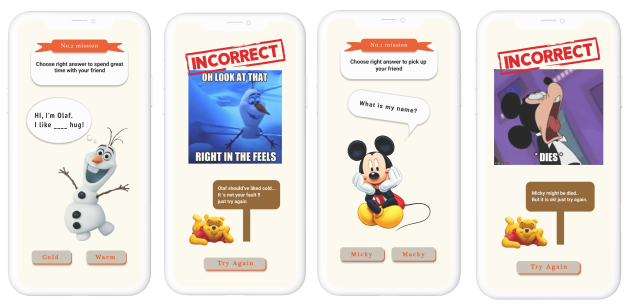 No.2 mission
Choose right answer to spend great
time with your friend
HI, I'm Olaf.
I like ____ hug!
Cold
Warm
INCORRECT
OH LOOK AT THAT
RIGHT IN THE FEELS
Olaf should've liked cold...
It 's not your fault !!
just try again
Try Again
No.1 mission
Choose right answer to pick up
your friend
What is my name?
Micky
Macky
INCORRECT
* DIES *
Micky might be died..
But it is ok! just try again.
Try Again